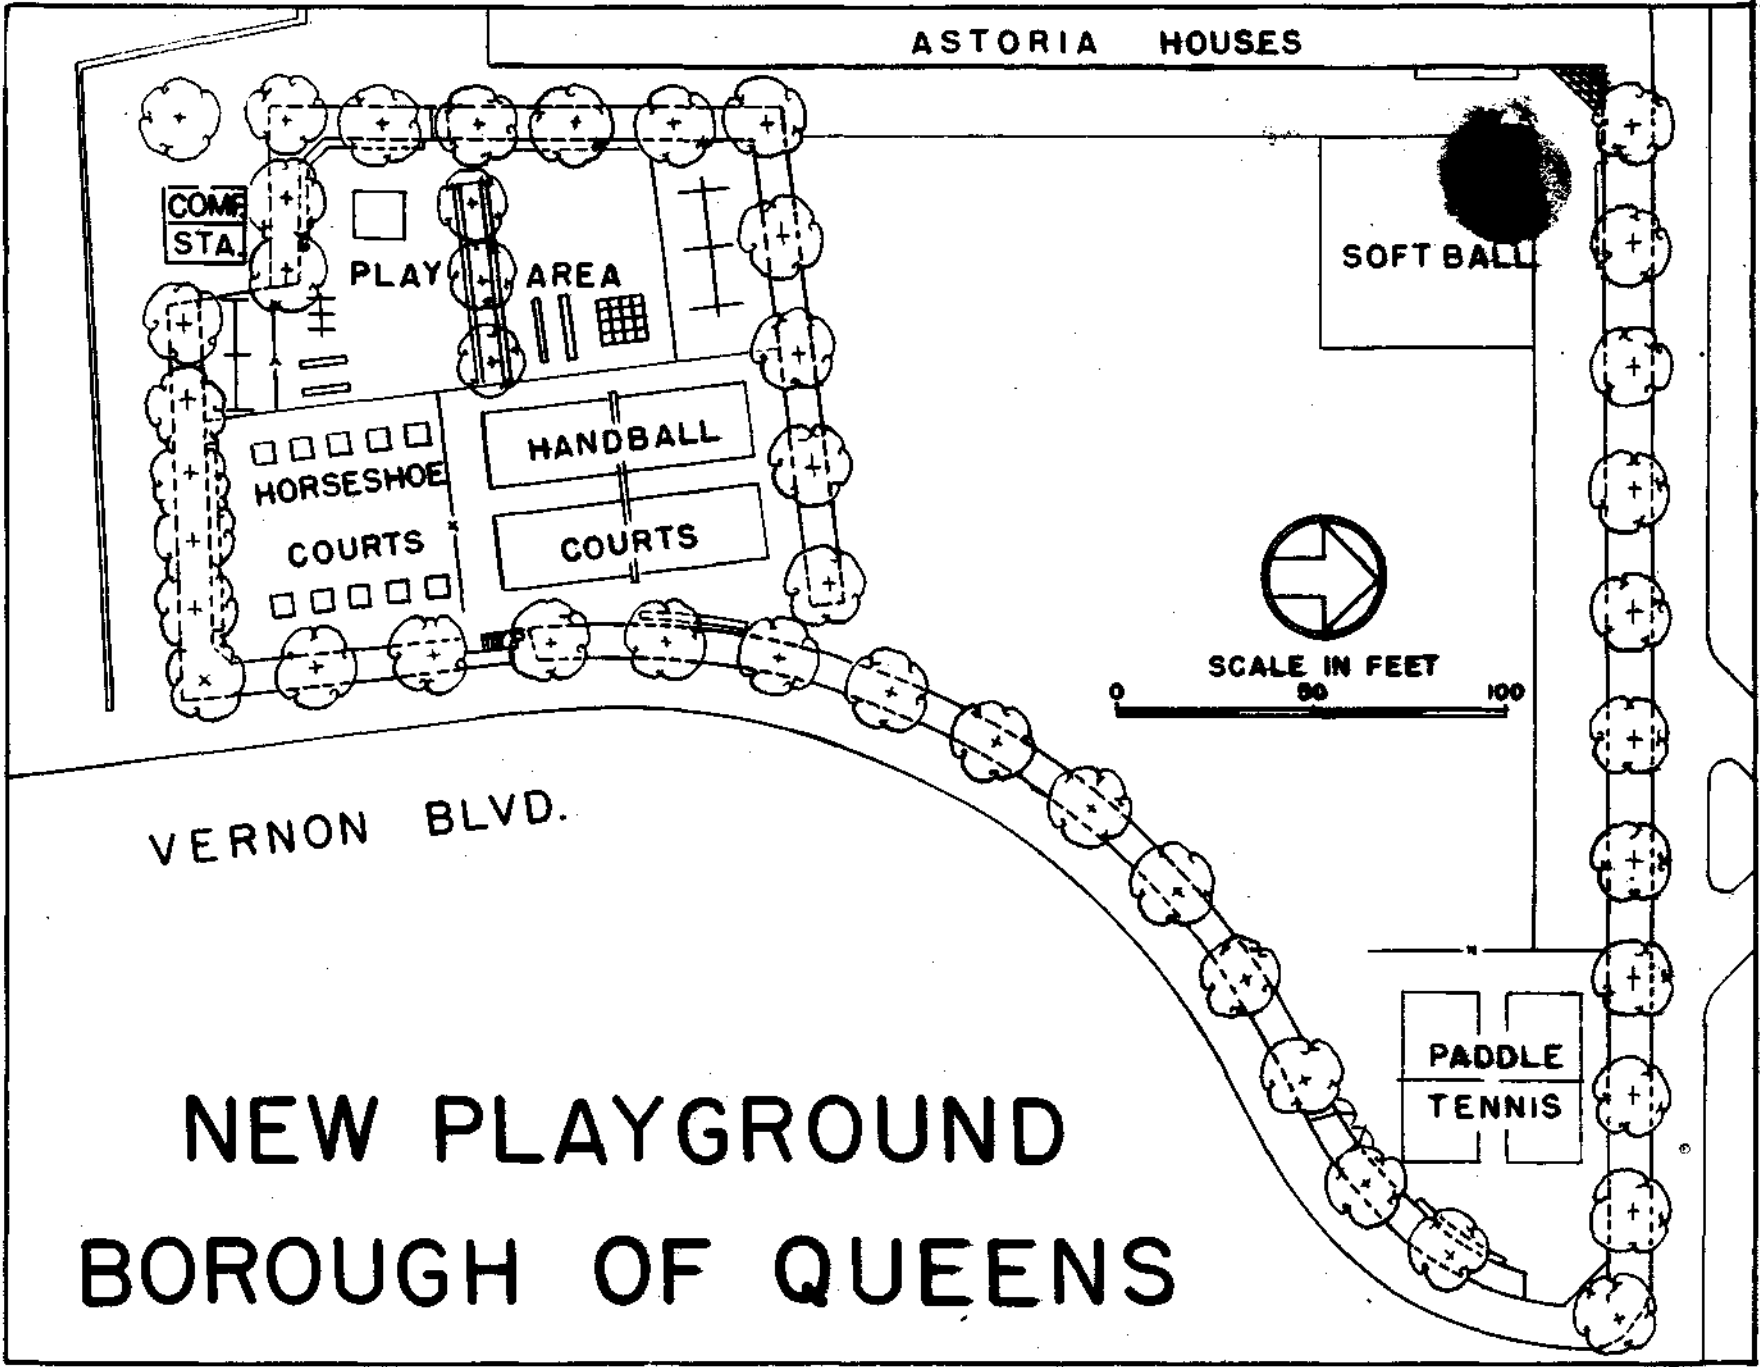 ASTORIA HOUSES
COMF.
STA.
PLAY AREA
SOFT BALL
HANDBALL
COURTS
HORSESHOE
COURTS
SCALE IN FEET
0 50 100
VERNON BLVD.
PADDLE
TENNIS
NEW PLAYGROUND
BOROUGH OF QUEENS